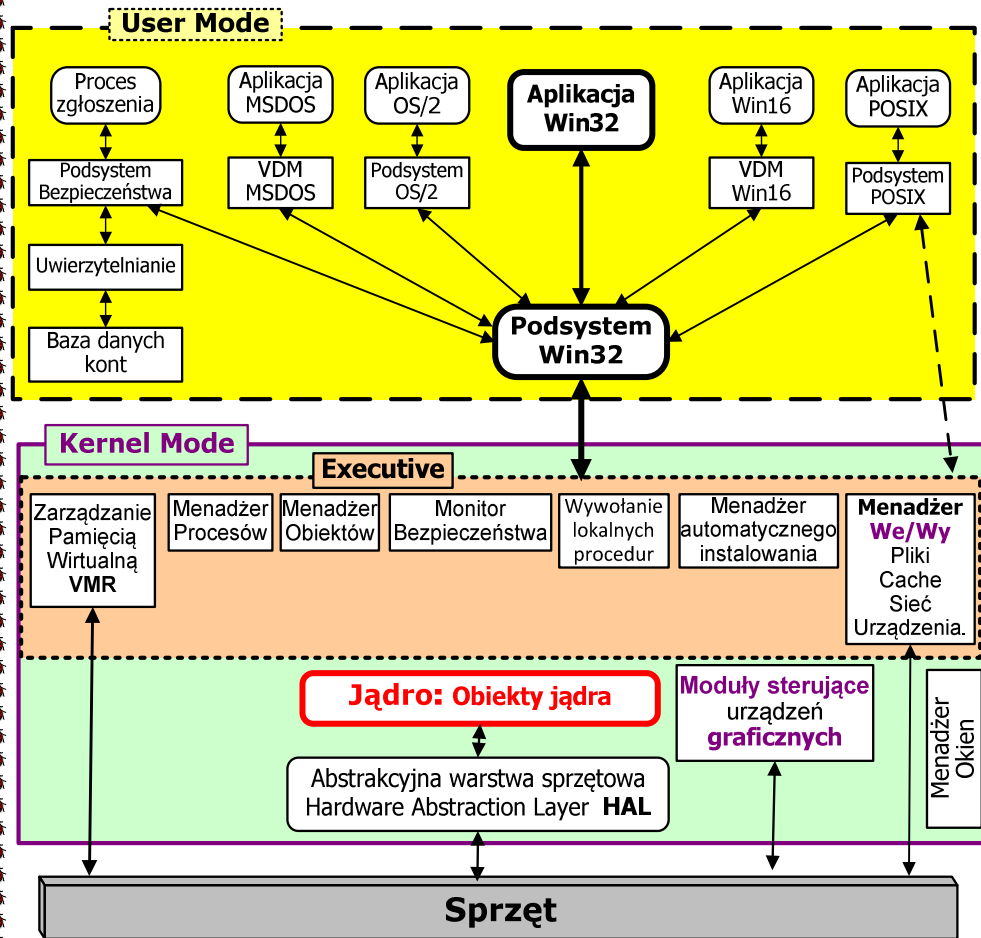 User Mode
Proces
zgłoszenia
Aplikacja
MSDOS
Aplikacja
OS/2
Aplikacja
Win32
Aplikacja
Win16
Aplikacja
POSIX
Podsystem
Bezpieczeństwa
VDM
MSDOS
Podsystem
OS/2
VDM
Win16
Podsystem
POSIX
Uwierzytelnianie
Baza danych
kont
Podsystem
Win32
Kernel Mode
Executive
Zarządzanie
Pamięcią
Wirtualną
VMR
Menadżer
Procesów
Menadżer
Obiektów
Monitor
Bezpieczeństwa
Wywołanie
lokalnych
procedur
Menadżer
automatycznego
instalowania
Menadżer
We/Wy
Pliki
Cache
Sieć
Urządzenia.
Jądro: Obiekty jądra
Moduły sterujące
urządzeń
graficznych
Menadżer
Okien
Abstrakcyjna warstwa sprzętowa
Hardware Abstraction Layer HAL
Sprzęt